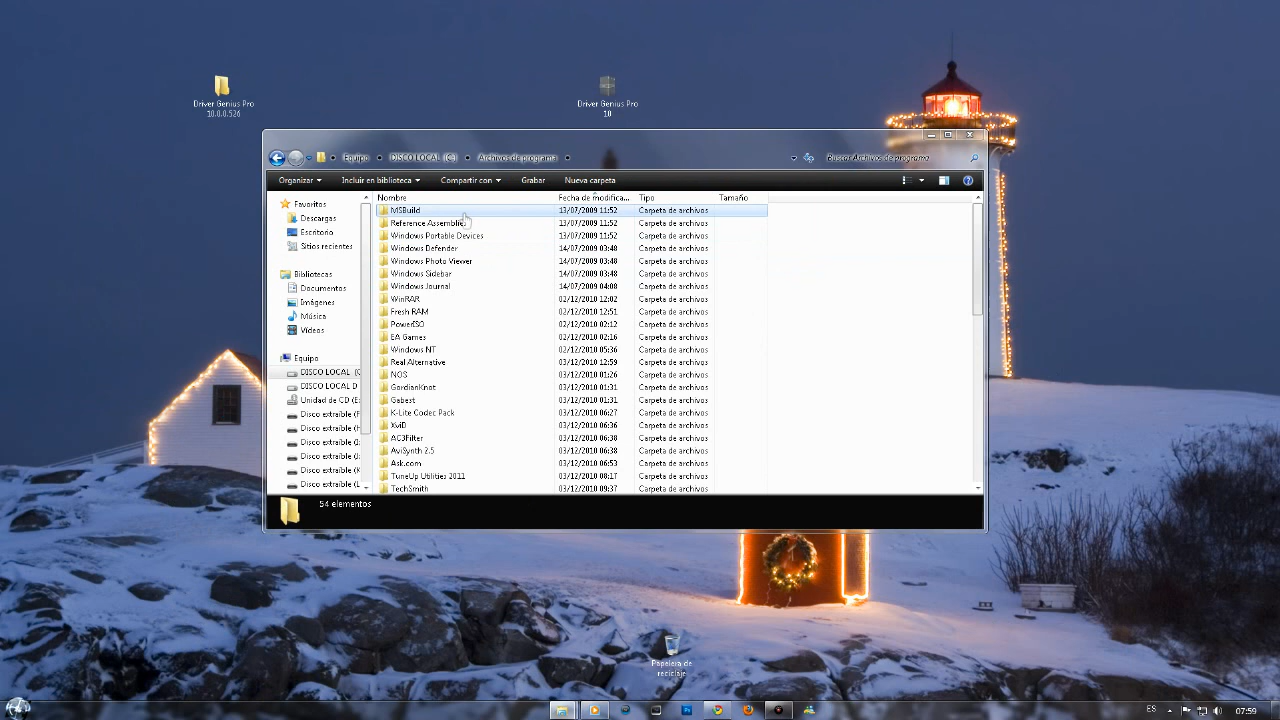 Driver Genius Pro
10.0.0.526
Driver Genius Pro
10
Equipo
DISCO LOCAL (C:)
Archivos de programa
Buscar Archivos de programa
Organizar
Incluir en biblioteca
Compartir con
Grabar
Nueva carpeta
Nombre
Fecha de modifica...
Tipo
Tamaño
Favoritos
Descargas
Escritorio
Sitios recientes
Bibliotecas
Documentos
Imágenes
Música
Vídeos
Equipo
DISCO LOCAL (C
DISCO LOCAL D
Unidad de CD (E:
Disco extraíble (F
Disco extraíble (H
Disco extraíble (I:
Disco extraíble (J:
Disco extraíble (K
Disco extraíble (L
MSBuild 13/07/2009 11:52 Carpeta de archivos
Reference Assemblies 13/07/2009 11:52 Carpeta de archivos
Windows Portable Devices 13/07/2009 11:52 Carpeta de archivos
Windows Defender 14/07/2009 03:48 Carpeta de archivos
Windows Photo Viewer 14/07/2009 03:48 Carpeta de archivos
Windows Sidebar 14/07/2009 03:48 Carpeta de archivos
Windows Journal 14/07/2009 04:08 Carpeta de archivos
WinRAR 02/12/2010 12:02 Carpeta de archivos
Fresh RAM 02/12/2010 12:51 Carpeta de archivos
PowerISO 02/12/2010 02:12 Carpeta de archivos
EA Games 02/12/2010 02:16 Carpeta de archivos
Windows NT 02/12/2010 05:36 Carpeta de archivos
Real Alternative 03/12/2010 12:59 Carpeta de archivos
NOS 03/12/2010 01:26 Carpeta de archivos
GordianKnot 03/12/2010 01:31 Carpeta de archivos
Gabest 03/12/2010 01:31 Carpeta de archivos
K-Lite Codec Pack 03/12/2010 06:27 Carpeta de archivos
XviD 03/12/2010 06:36 Carpeta de archivos
AC3Filter 03/12/2010 06:38 Carpeta de archivos
AviSynth 2.5 03/12/2010 06:38 Carpeta de archivos
Ask.com 03/12/2010 06:53 Carpeta de archivos
TuneUp Utilities 2011 03/12/2010 08:17 Carpeta de archivos
TechSmith 03/12/2010 09:37 Carpeta de archivos
54 elementos
Papelera de
reciclaje
ES
07:59